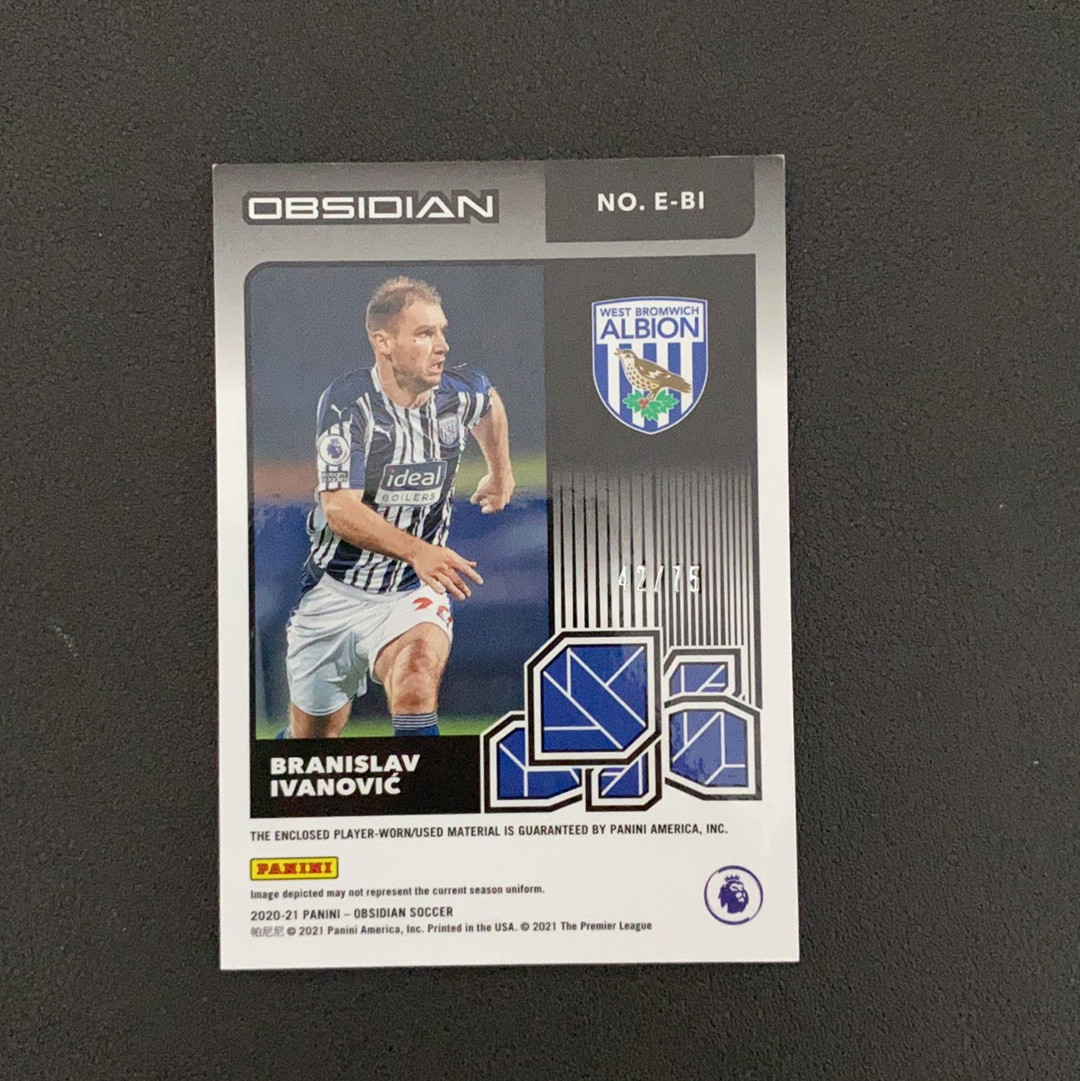 OBSIDIAN
NO. E-BI
WEST BROMWICH
ALBION
ideal
BOILERS
42/75
BRANISLAV
IVANOVIĆ
THE ENCLOSED PLAYER-WORN/USED MATERIAL IS GUARANTEED BY PANINI AMERICA, INC.
PANINI
Image depicted may not represent the current season uniform.
2020-21 PANINI – OBSIDIAN SOCCER
帕尼尼 © 2021 Panini America, Inc. Printed in the USA. © 2021 The Premier League